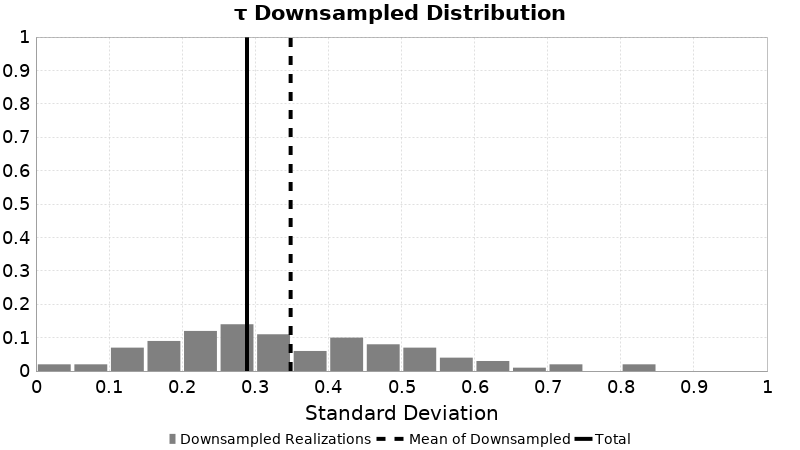 τ Downsampled Distribution
1
0.9
0.8
0.7
0.6
0.5
0.4
0.3
0.2
0.1
0
0 0.1 0.2 0.3 0.4 0.5 0.6 0.7 0.8 0.9 1
Standard Deviation
Downsampled Realizations Mean of Downsampled Total